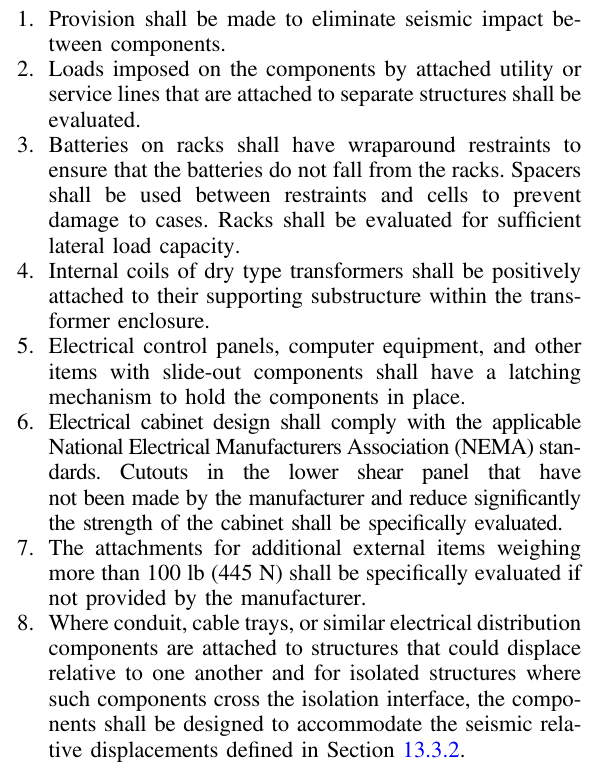 1. Provision shall be made to eliminate seismic impact be-
tween components.
2. Loads imposed on the components by attached utility or
service lines that are attached to separate structures shall be
evaluated.
3. Batteries on racks shall have wraparound restraints to
ensure that the batteries do not fall from the racks. Spacers
shall be used between restraints and cells to prevent
damage to cases. Racks shall be evaluated for sufficient
lateral load capacity.
4. Internal coils of dry type transformers shall be positively
attached to their supporting substructure within the trans-
former enclosure.
5. Electrical control panels, computer equipment, and other
items with slide-out components shall have a latching
mechanism to hold the components in place.
6. Electrical cabinet design shall comply with the applicable
National Electrical Manufacturers Association (NEMA) stan-
dards. Cutouts in the lower shear panel that have
not been made by the manufacturer and reduce significantly
the strength of the cabinet shall be specifically evaluated.
7. The attachments for additional external items weighing
more than 100 lb (445 N) shall be specifically evaluated if
not provided by the manufacturer.
8. Where conduit, cable trays, or similar electrical distribution
components are attached to structures that could displace
relative to one another and for isolated structures where
such components cross the isolation interface, the compo-
nents shall be designed to accommodate the seismic rela-
tive displacements defined in Section 13.3.2.